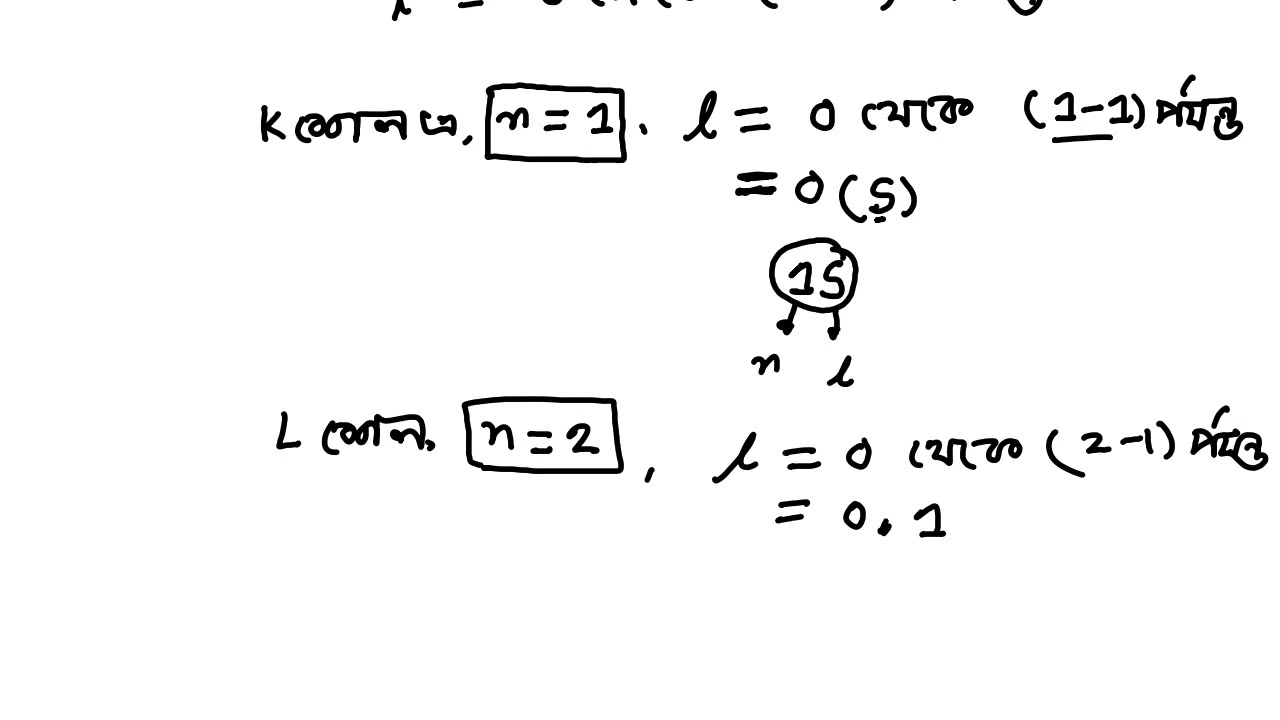 K শেলে, n = 1, l = 0 থেকে (1-1) পর্যন্ত
= 0 (S)
1S
n l
L শেল, n = 2, l = 0 থেকে (2-1) পর্যন্ত
= 0, 1